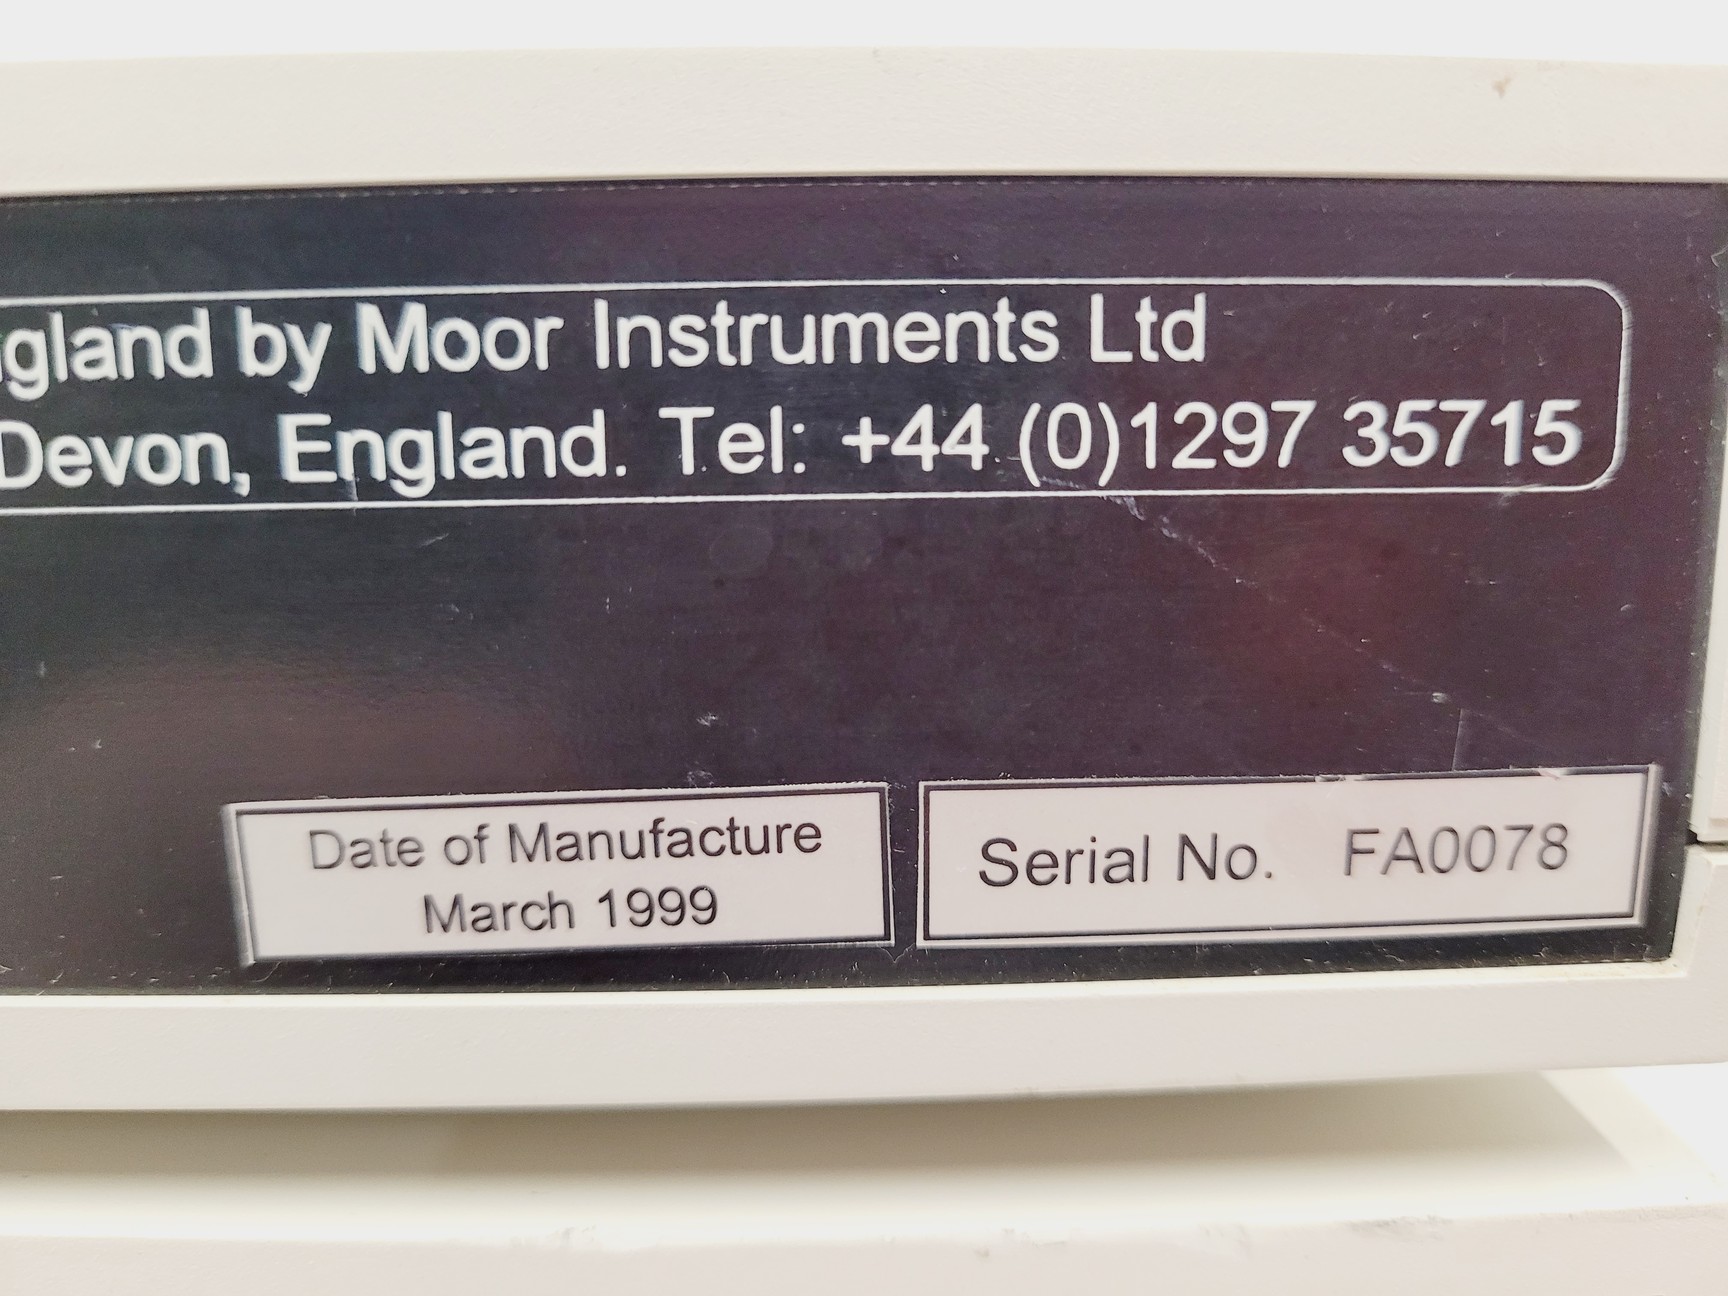 ngland by Moor Instruments Ltd
Devon, England. Tel: +44 (0)1297 35715
Date of Manufacture
March 1999
Serial No. FA0078